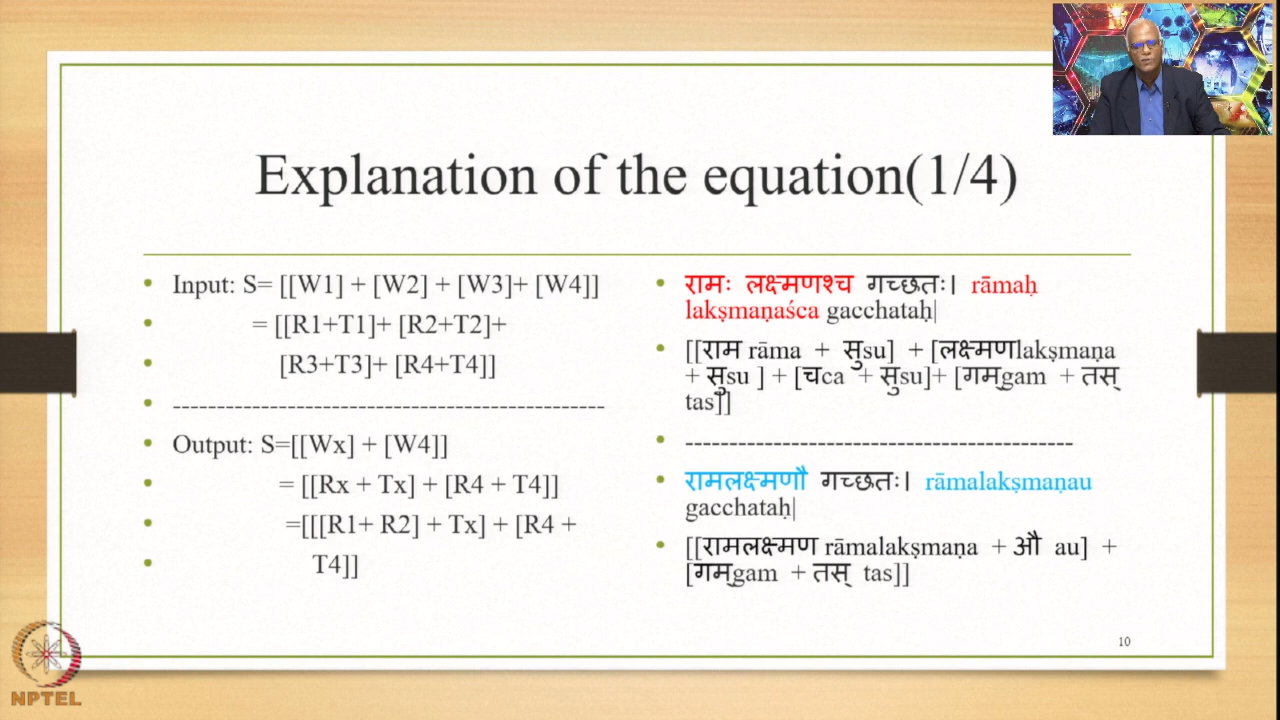 Explanation of the equation(1/4)
• Input: S= [[W1] + [W2] + [W3]+ [W4]]
• = [[R1+T1]+ [R2+T2]+
• [R3+T3]+ [R4+T4]]
• -----------------------------------------------
• Output: S=[[Wx] + [W4]]
• = [[Rx + Tx] + [R4 + T4]]
• =[[[R1+ R2] + Tx] + [R4 +
• T4]]
• रामः लक्ष्मणश्च गच्छतः। rāmaḥ
lakṣmaṇaśca gacchataḥ|
• [[राम rāma + सुsu] + [लक्ष्मणlakṣmaṇa
+ सुsu ] + [चca + सुsu]+ [गम्gam + तस्
tas]]
• ------------------------------------------
• रामलक्ष्मणौ गच्छतः। rāmalakṣmaṇau
gacchataḥ|
• [[रामलक्ष्मण rāmalakṣmaṇa + औ au] +
[गम्gam + तस् tas]]
10
NPTEL